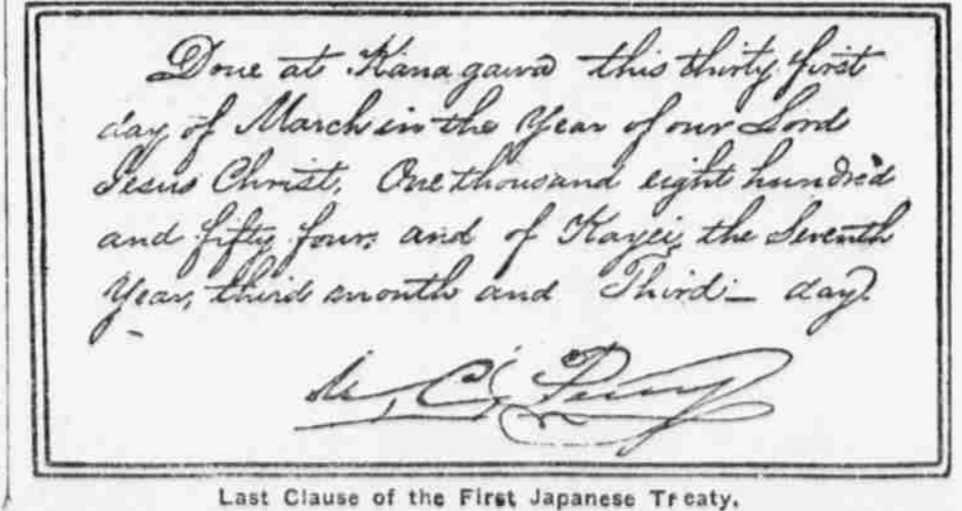 Done at Kanagawa this thirty first
day of March in the Year of our Lord
Jesus Christ, One thousand eight hundred
and fifty four, and of Kayei, the Seventh
Year, third month and Third — day.
M. C. Perry
Last Clause of the First Japanese Treaty.